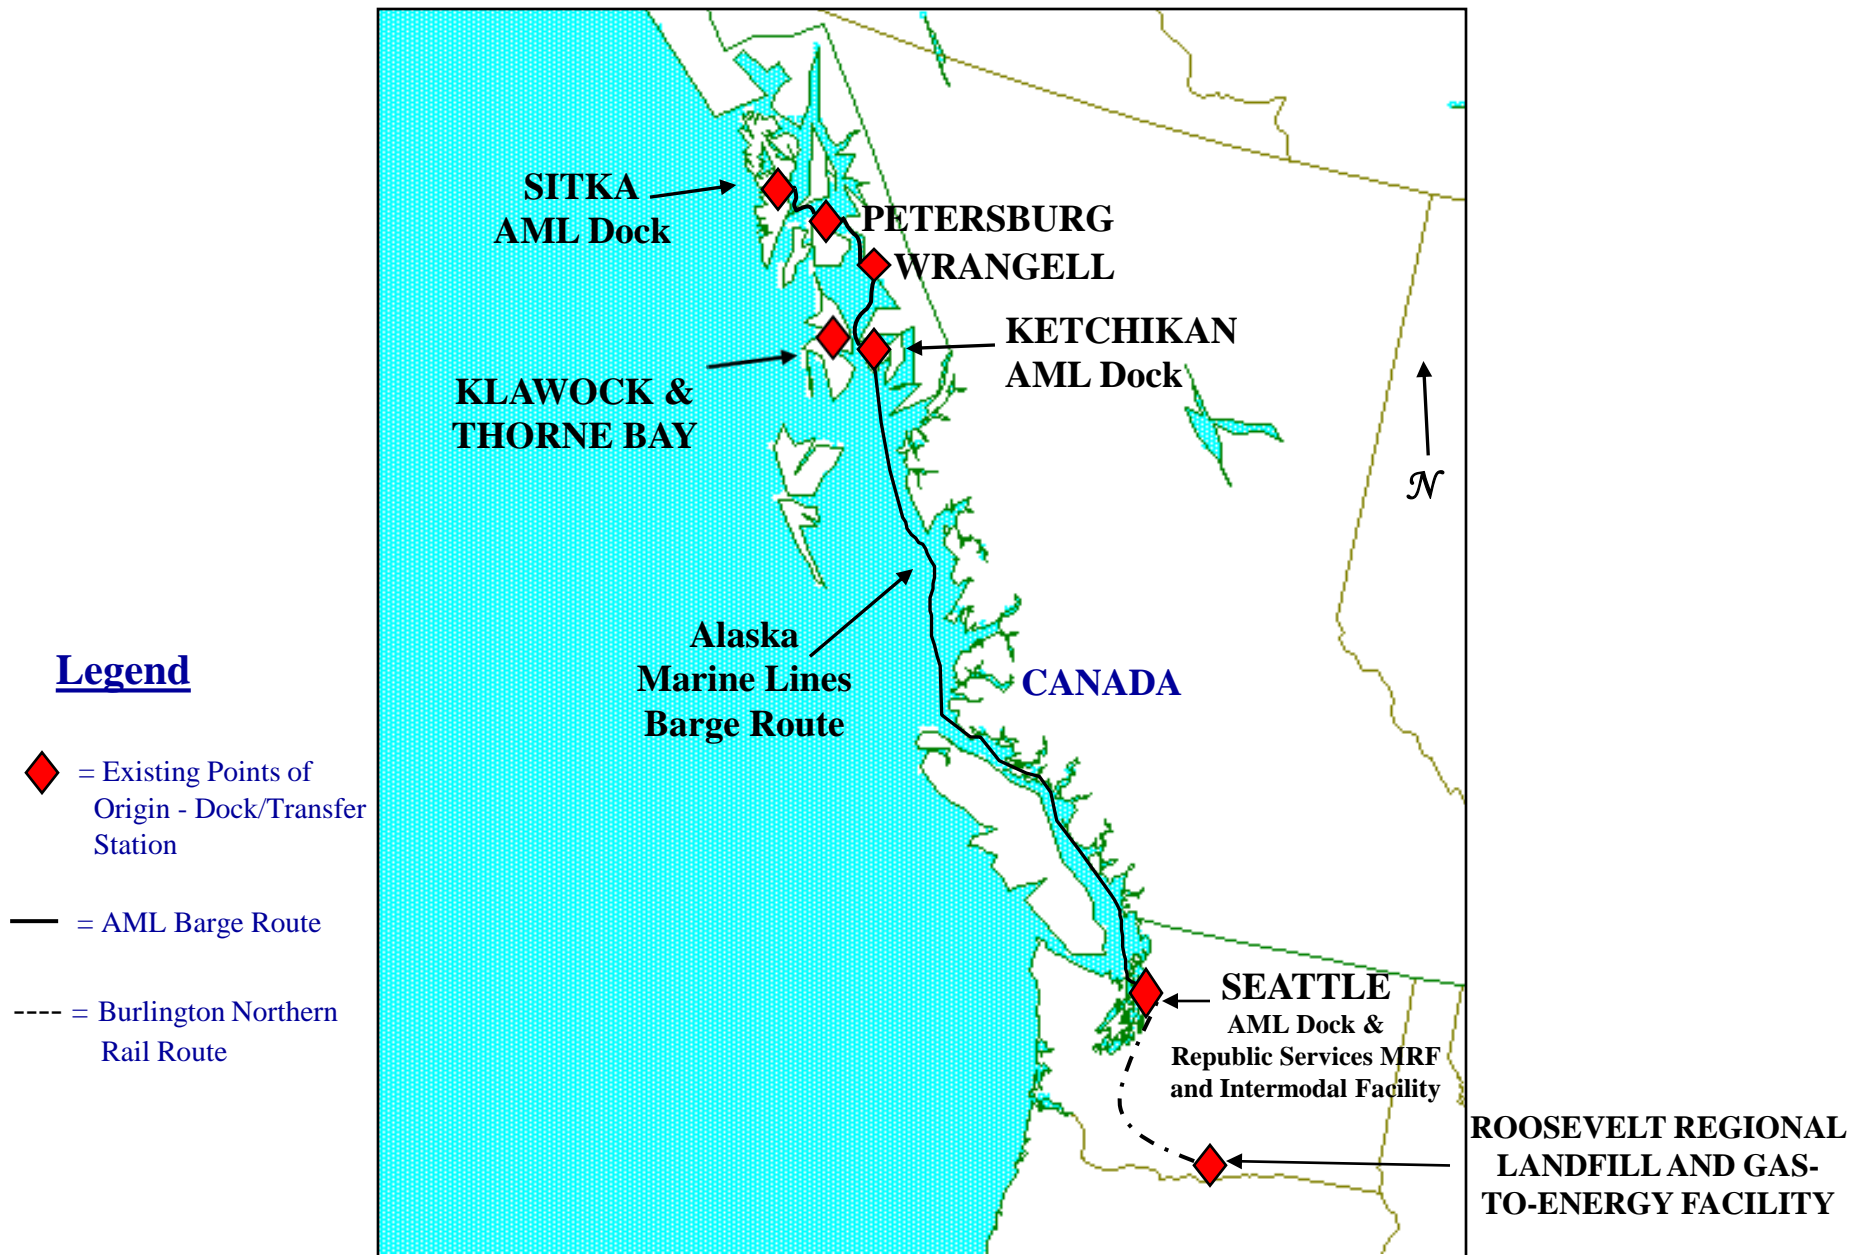 SITKA
AML Dock
PETERSBURG
WRANGELL
KETCHIKAN
AML Dock
KLAWOCK &
THORNE BAY
N
Alaska
Marine Lines
Barge Route
CANADA
Legend
= Existing Points of
Origin - Dock/Transfer
Station
= AML Barge Route
= Burlington Northern
Rail Route
SEATTLE
AML Dock &
Republic Services MRF
and Intermodal Facility
ROOSEVELT REGIONAL
LANDFILL AND GAS-
TO-ENERGY FACILITY